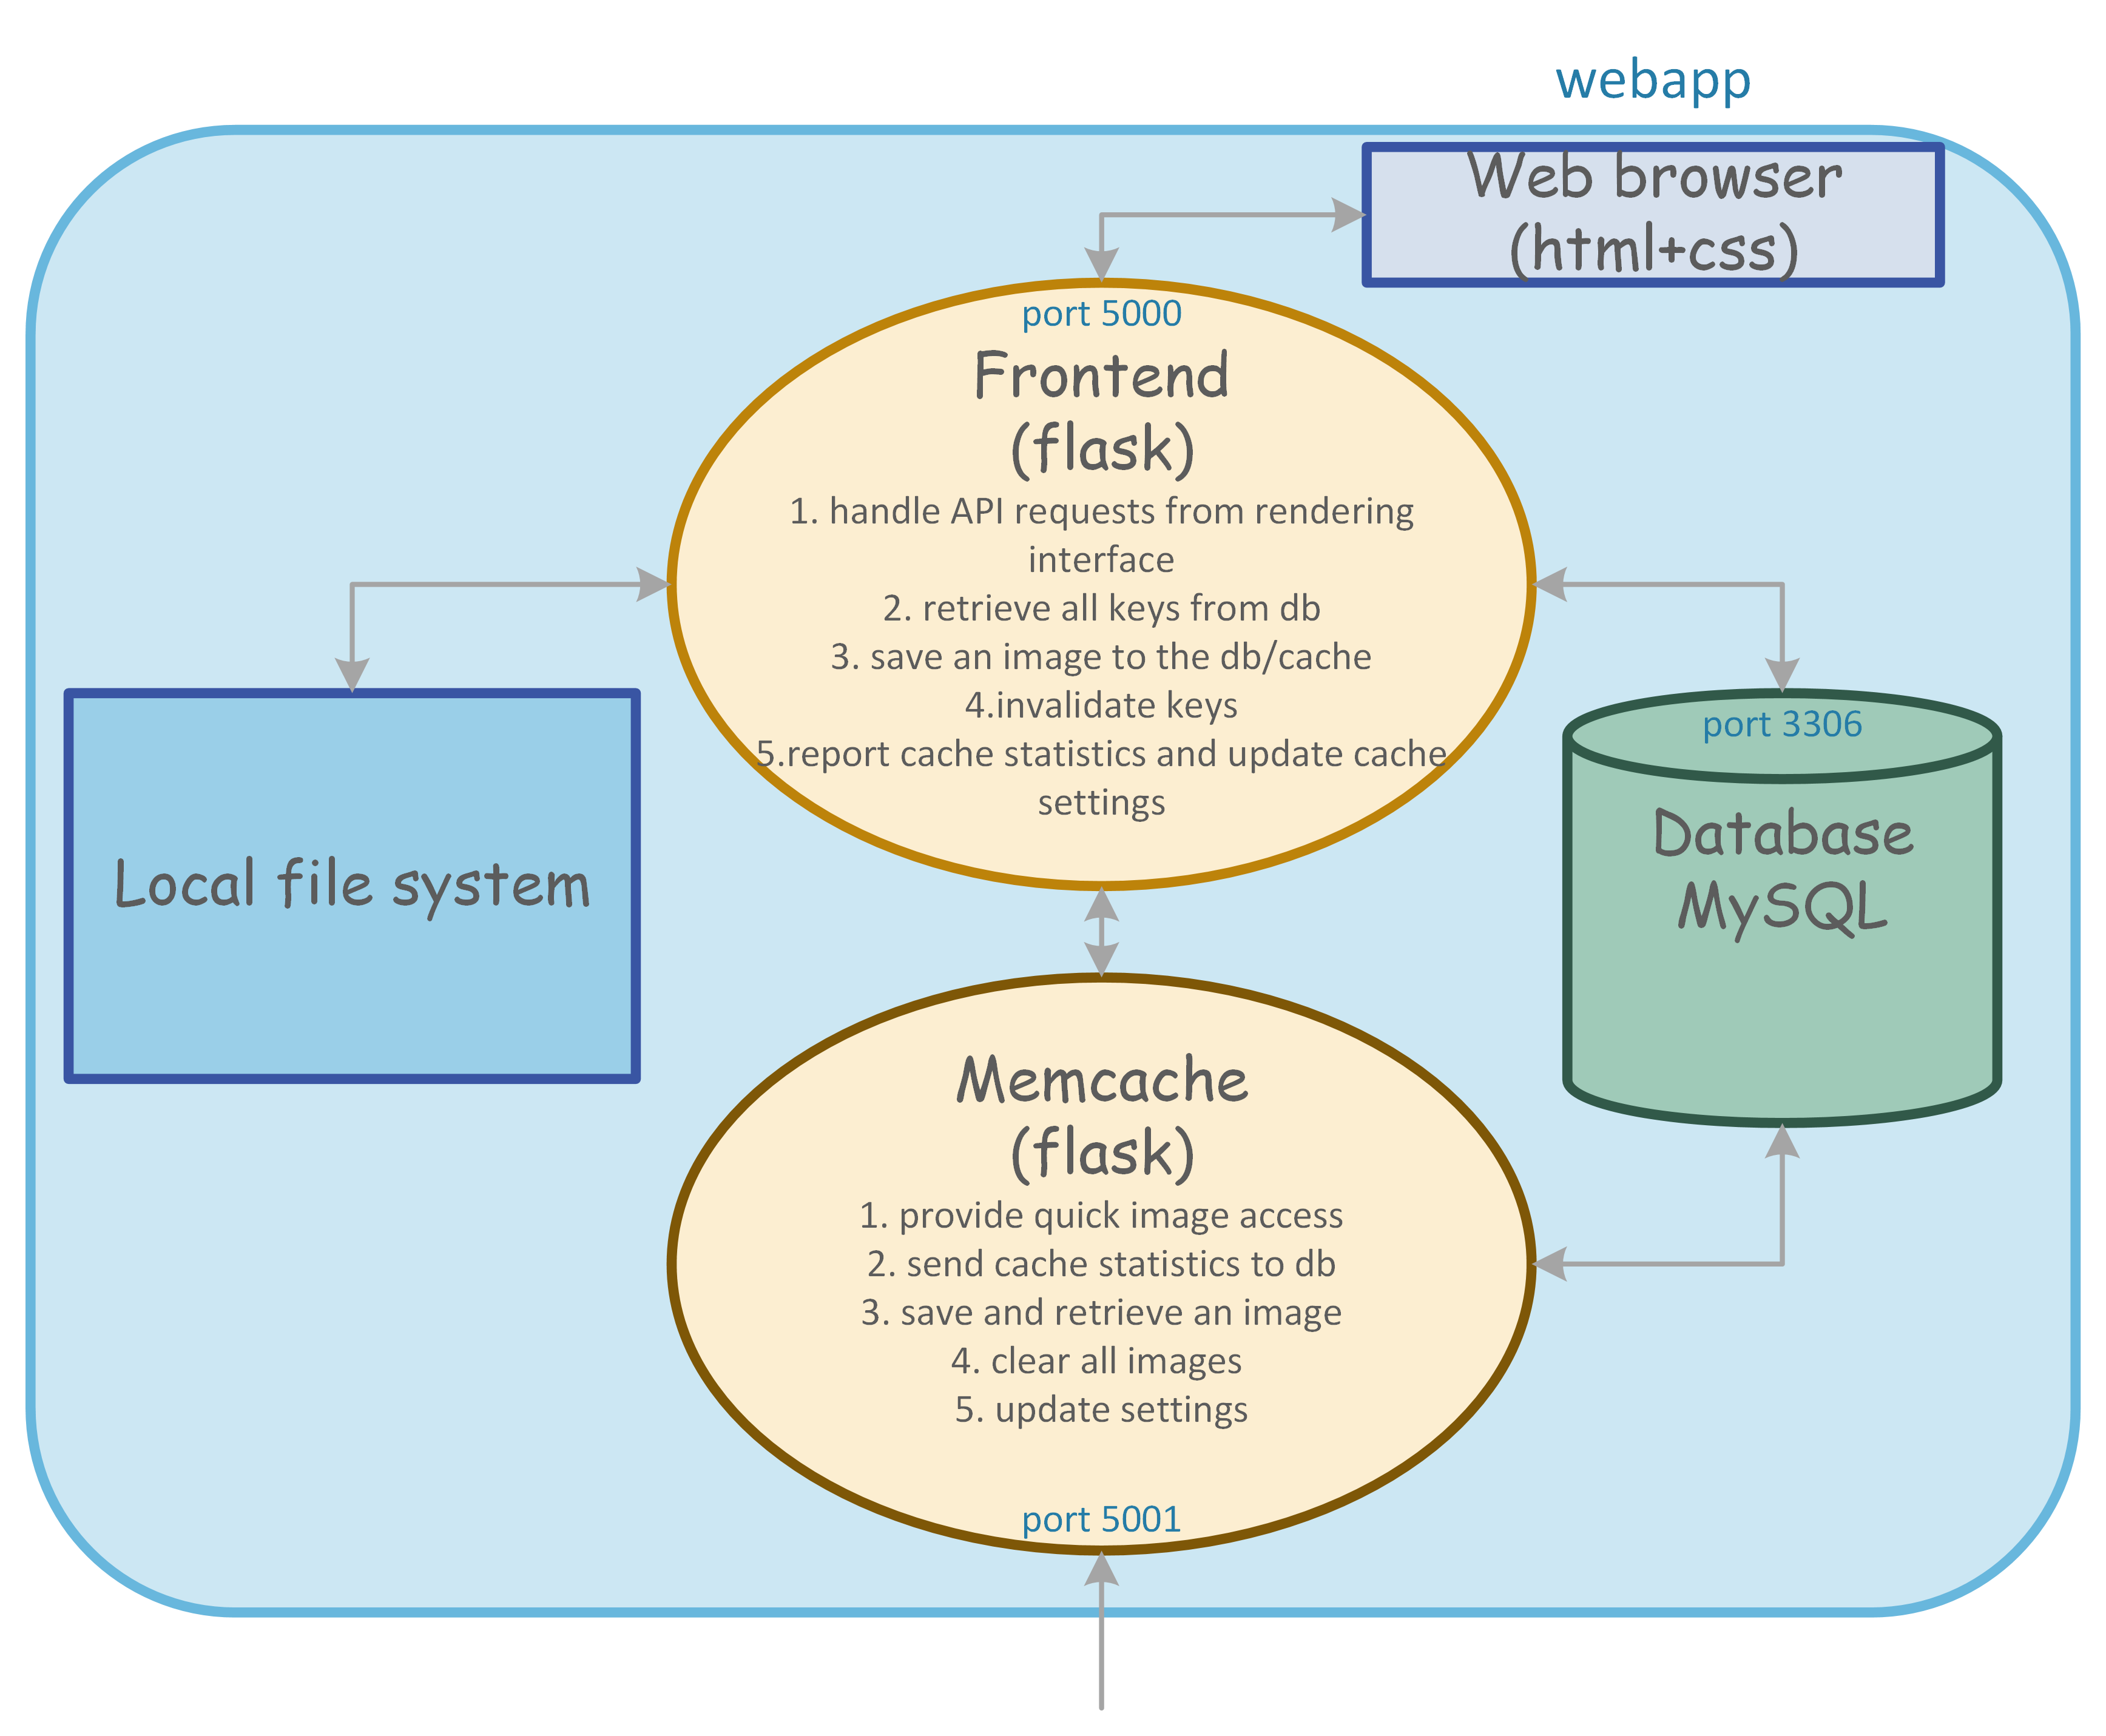 webapp
Web browser
(html+css)
port 5000
Frontend
(flask)
1. handle API requests from rendering
interface
2. retrieve all keys from db
3. save an image to the db/cache
4.invalidate keys
5.report cache statistics and update cache
settings
port 3306
Database
MySQL
Local file system
Memcache
(flask)
1. provide quick image access
2. send cache statistics to db
3. save and retrieve an image
4. clear all images
5. update settings
port 5001